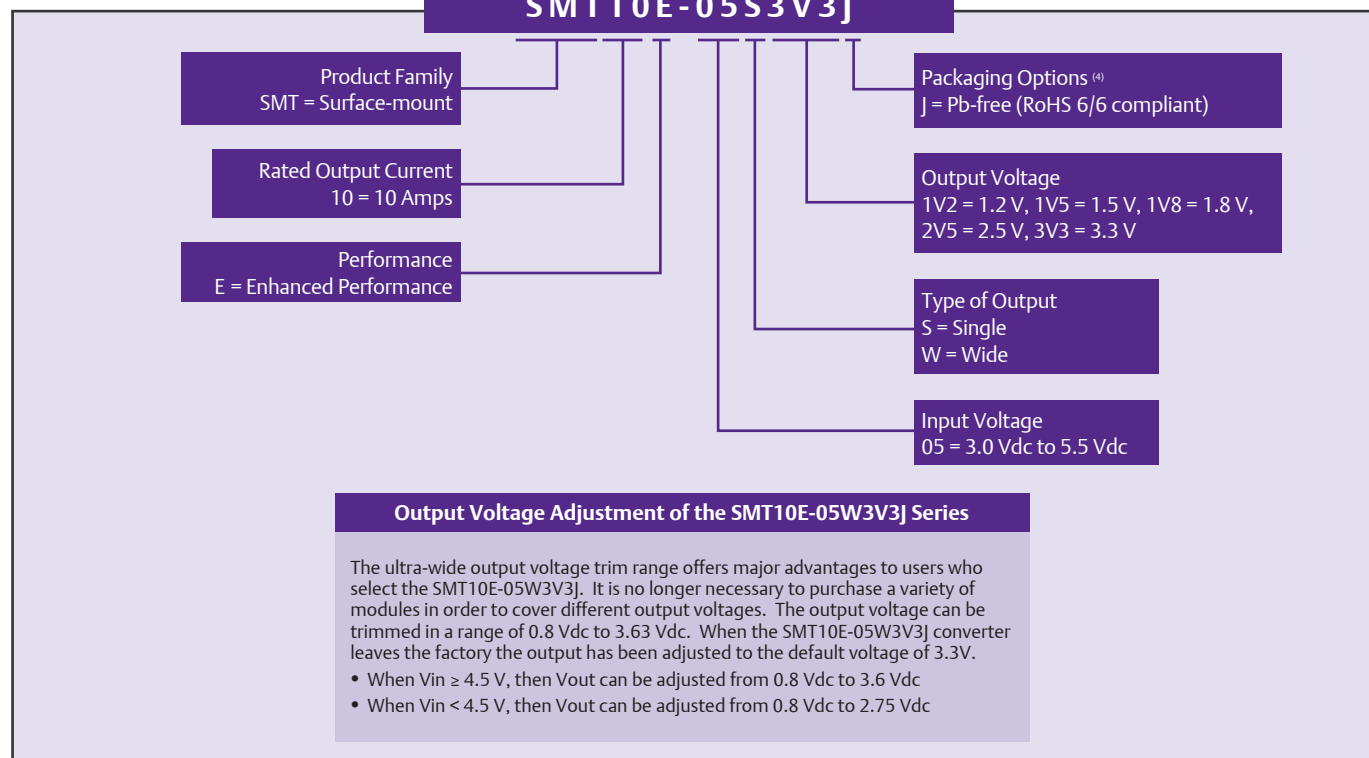 SMT10E-05S3V3J
Product Family
SMT = Surface-mount
Rated Output Current
10 = 10 Amps
Performance
E = Enhanced Performance
Packaging Options (4)
J = Pb-free (RoHS 6/6 compliant)
Output Voltage
1V2 = 1.2 V, 1V5 = 1.5 V, 1V8 = 1.8 V,
2V5 = 2.5 V, 3V3 = 3.3 V
Type of Output
S = Single
W = Wide
Input Voltage
05 = 3.0 Vdc to 5.5 Vdc
Output Voltage Adjustment of the SMT10E-05W3V3J Series
The ultra-wide output voltage trim range offers major advantages to users who
select the SMT10E-05W3V3J. It is no longer necessary to purchase a variety of
modules in order to cover different output voltages. The output voltage can be
trimmed in a range of 0.8 Vdc to 3.63 Vdc. When the SMT10E-05W3V3J converter
leaves the factory the output has been adjusted to the default voltage of 3.3V.
• When Vin ≥ 4.5 V, then Vout can be adjusted from 0.8 Vdc to 3.6 Vdc
• When Vin < 4.5 V, then Vout can be adjusted from 0.8 Vdc to 2.75 Vdc